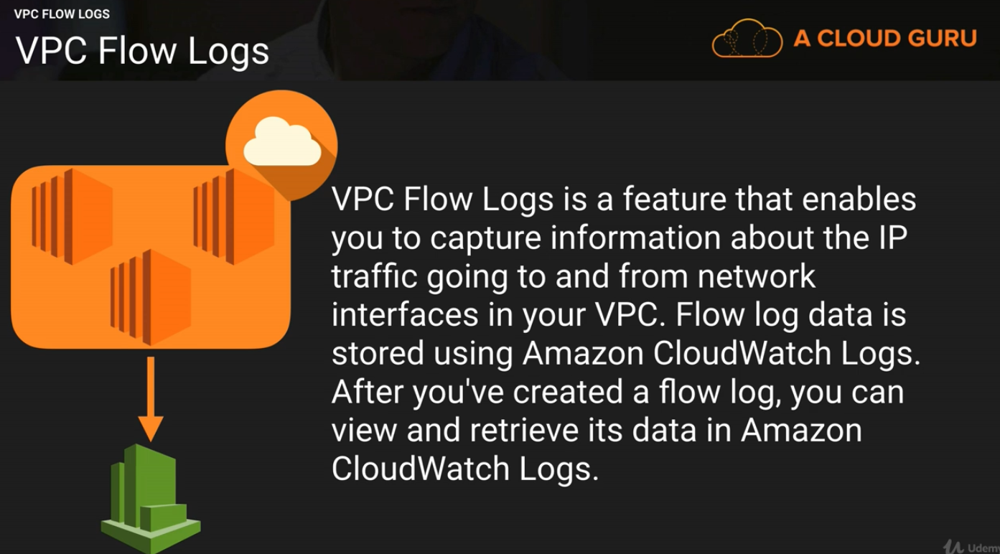 VPC FLOW LOGS
VPC Flow Logs
A CLOUD GURU
VPC Flow Logs is a feature that enables
you to capture information about the IP
traffic going to and from network
interfaces in your VPC. Flow log data is
stored using Amazon CloudWatch Logs.
After you've created a flow log, you can
view and retrieve its data in Amazon
CloudWatch Logs.
Udemy